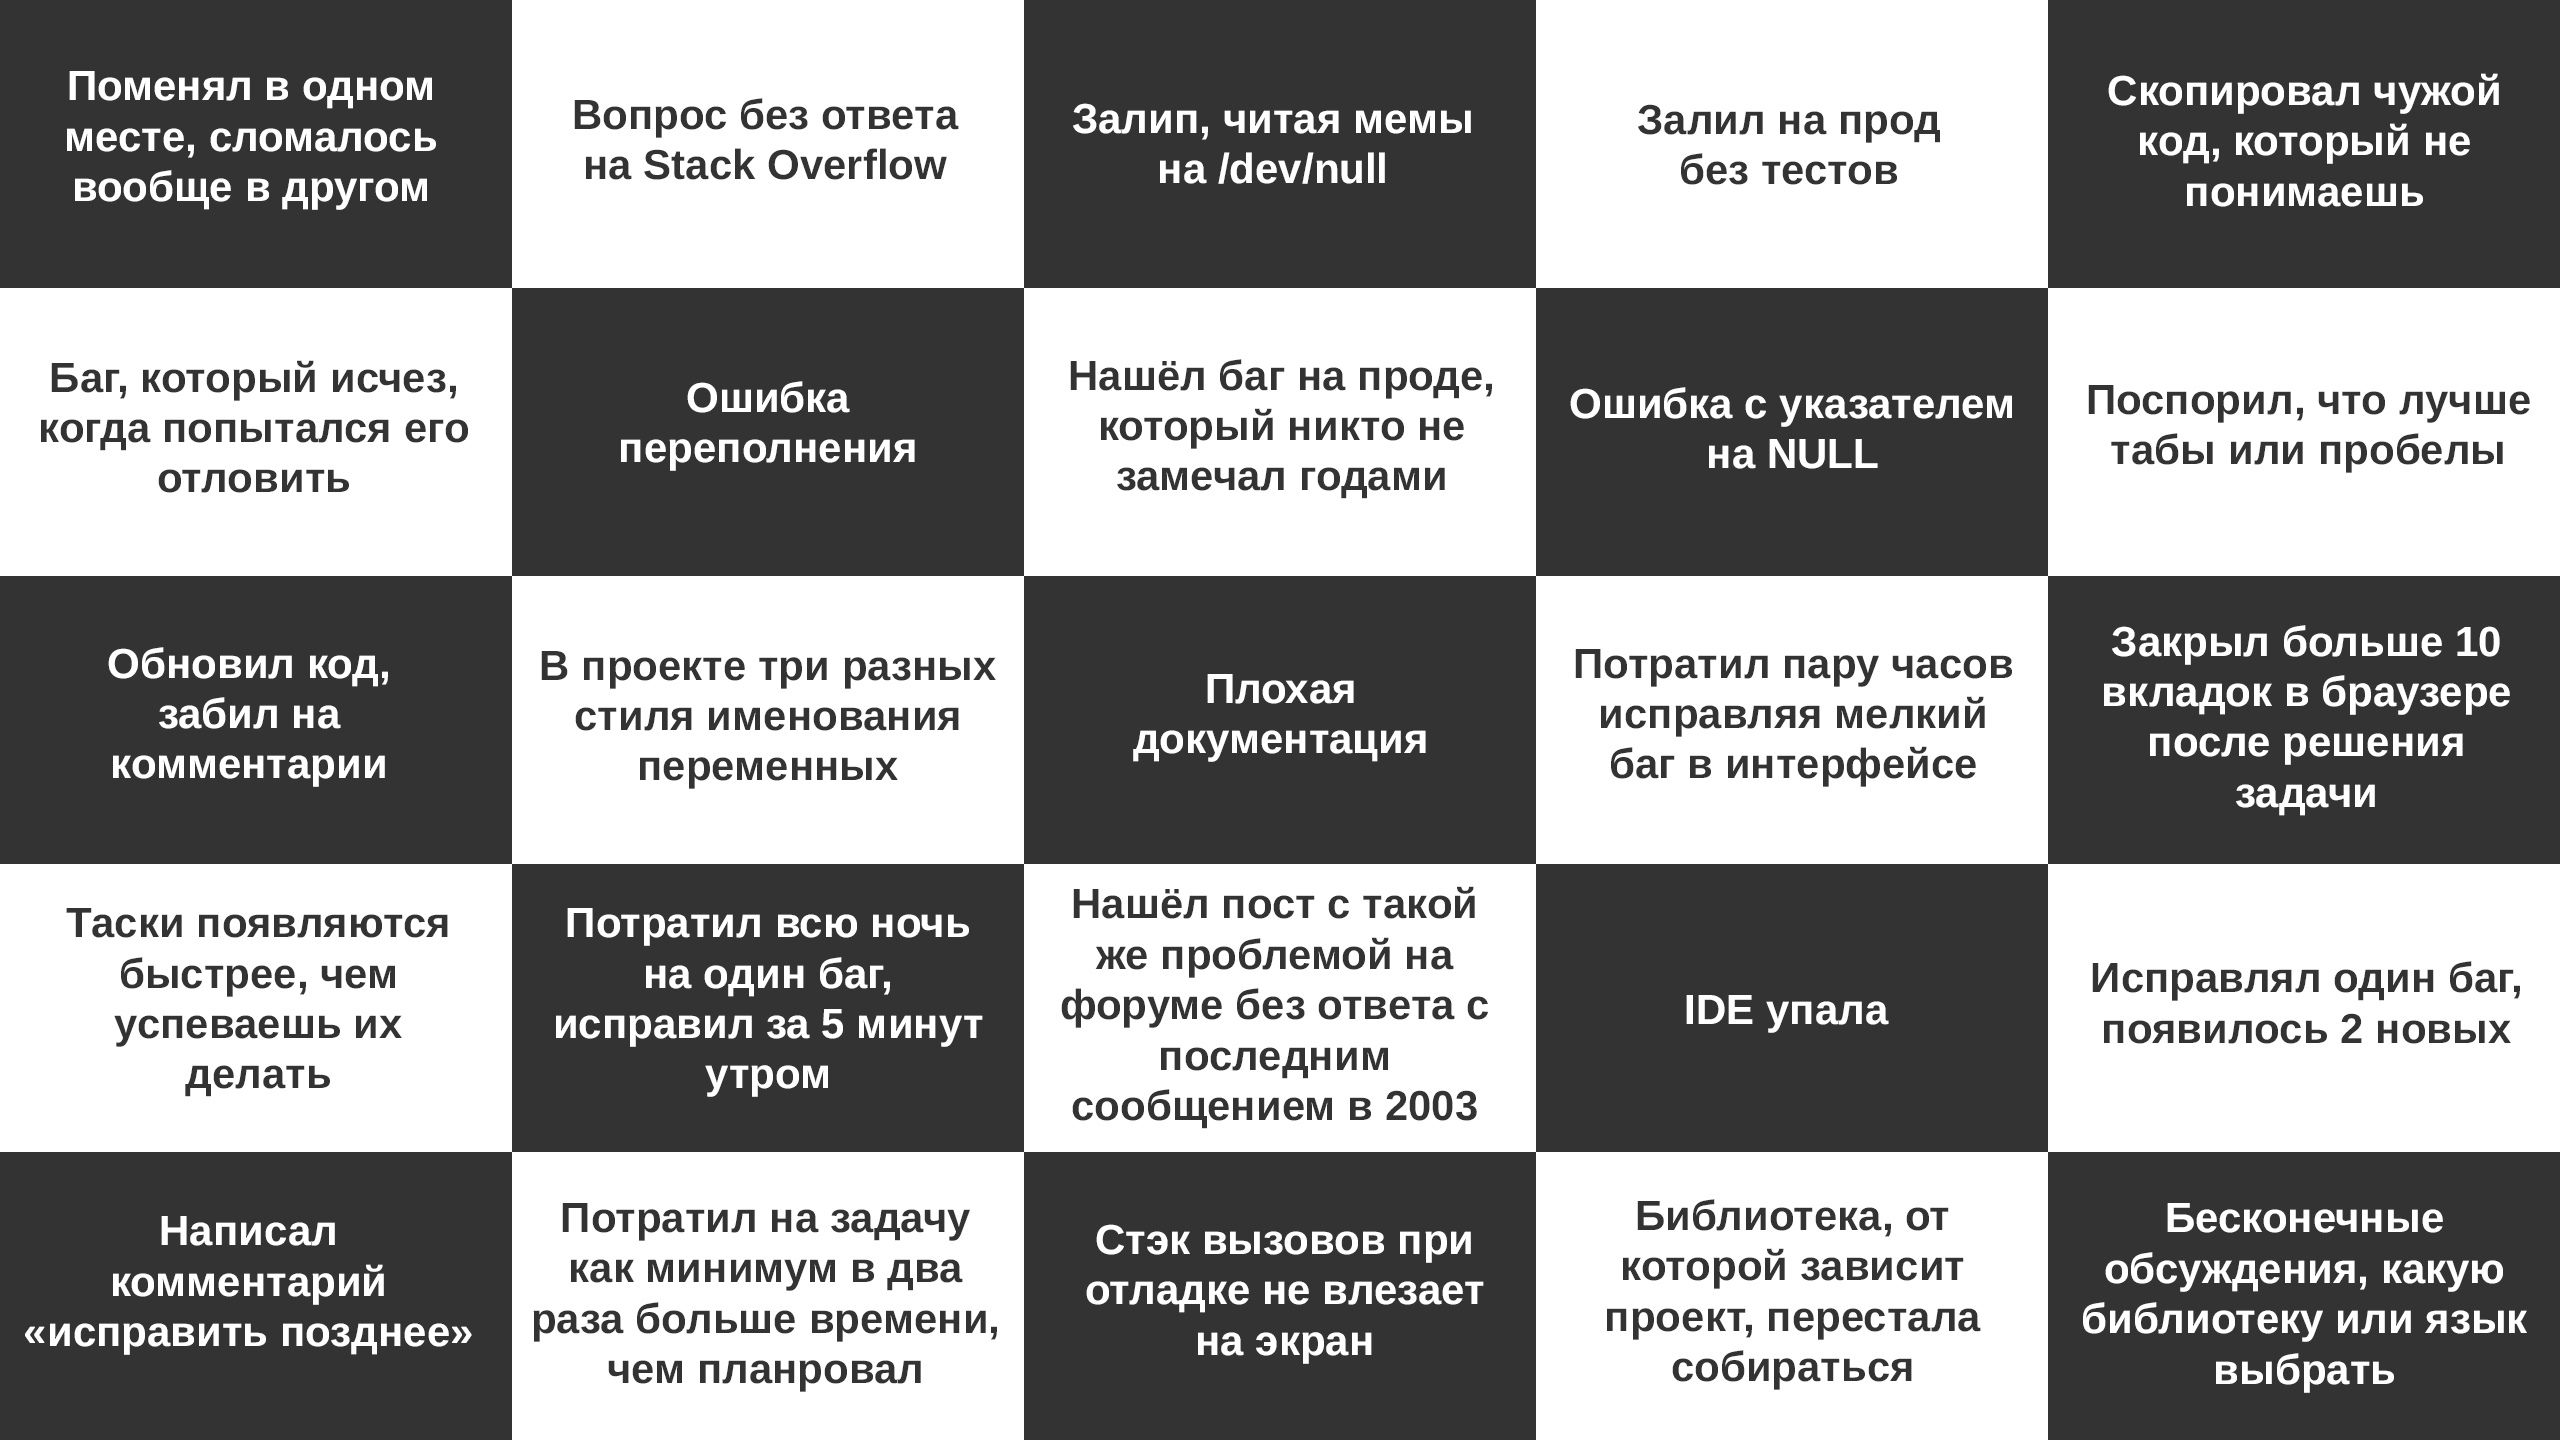 Поменял в одном
месте, сломалось
вообще в другом
Вопрос без ответа
на Stack Overflow
Залип, читая мемы
на /dev/null
Залил на прод
без тестов
Скопировал чужой
код, который не
понимаешь
Баг, который исчез,
когда попытался его
отловить
Ошибка
переполнения
Нашёл баг на проде,
который никто не
замечал годами
Ошибка с указателем
на NULL
Поспорил, что лучше
табы или пробелы
Обновил код,
забил на
комментарии
В проекте три разных
стиля именования
переменных
Плохая
документация
Потратил пару часов
исправляя мелкий
баг в интерфейсе
Закрыл больше 10
вкладок в браузере
после решения
задачи
Таски появляются
быстрее, чем
успеваешь их
делать
Потратил всю ночь
на один баг,
исправил за 5 минут
утром
Нашёл пост с такой
же проблемой на
форуме без ответа с
последним
сообщением в 2003
IDE упала
Исправлял один баг,
появилось 2 новых
Написал
комментарий
«исправить позднее»
Потратил на задачу
как минимум в два
раза больше времени,
чем планровал
Стэк вызовов при
отладке не влезает
на экран
Библиотека, от
которой зависит
проект, перестала
собираться
Бесконечные
обсуждения, какую
библиотеку или язык
выбрать